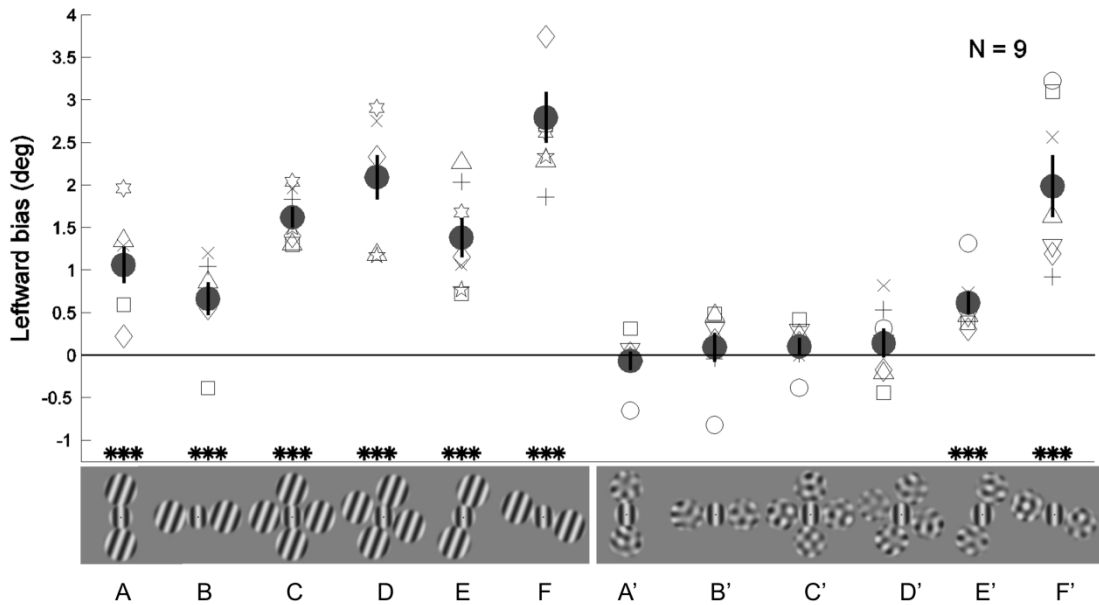 4
3.5
3
2.5
2
1.5
1
0.5
0
-0.5
-1
Leftward bias (deg)
N = 9
*** *** *** *** *** *** *** ***
A B C D E F A’ B’ C’ D’ E’ F’